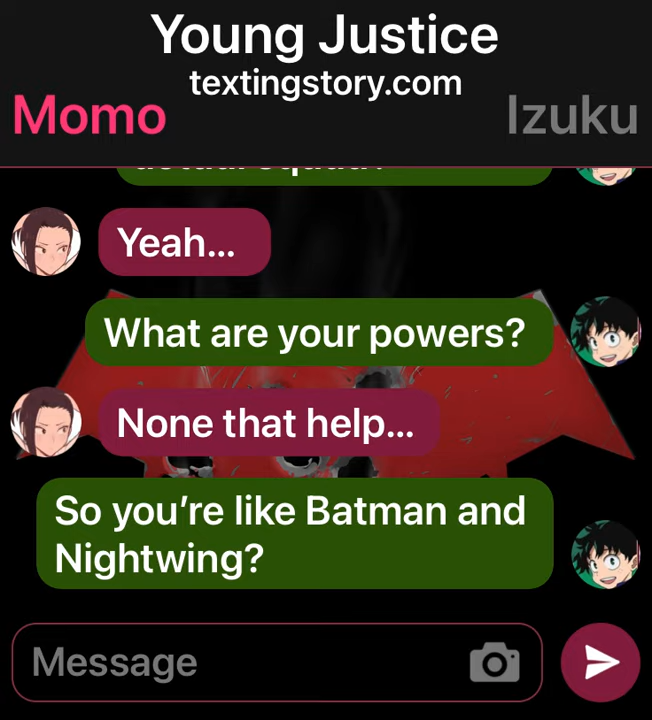 Young Justice
textingstory.com
Momo
Izuku
Yeah...
What are your powers?
None that help...
So you’re like Batman and
Nightwing?
Message